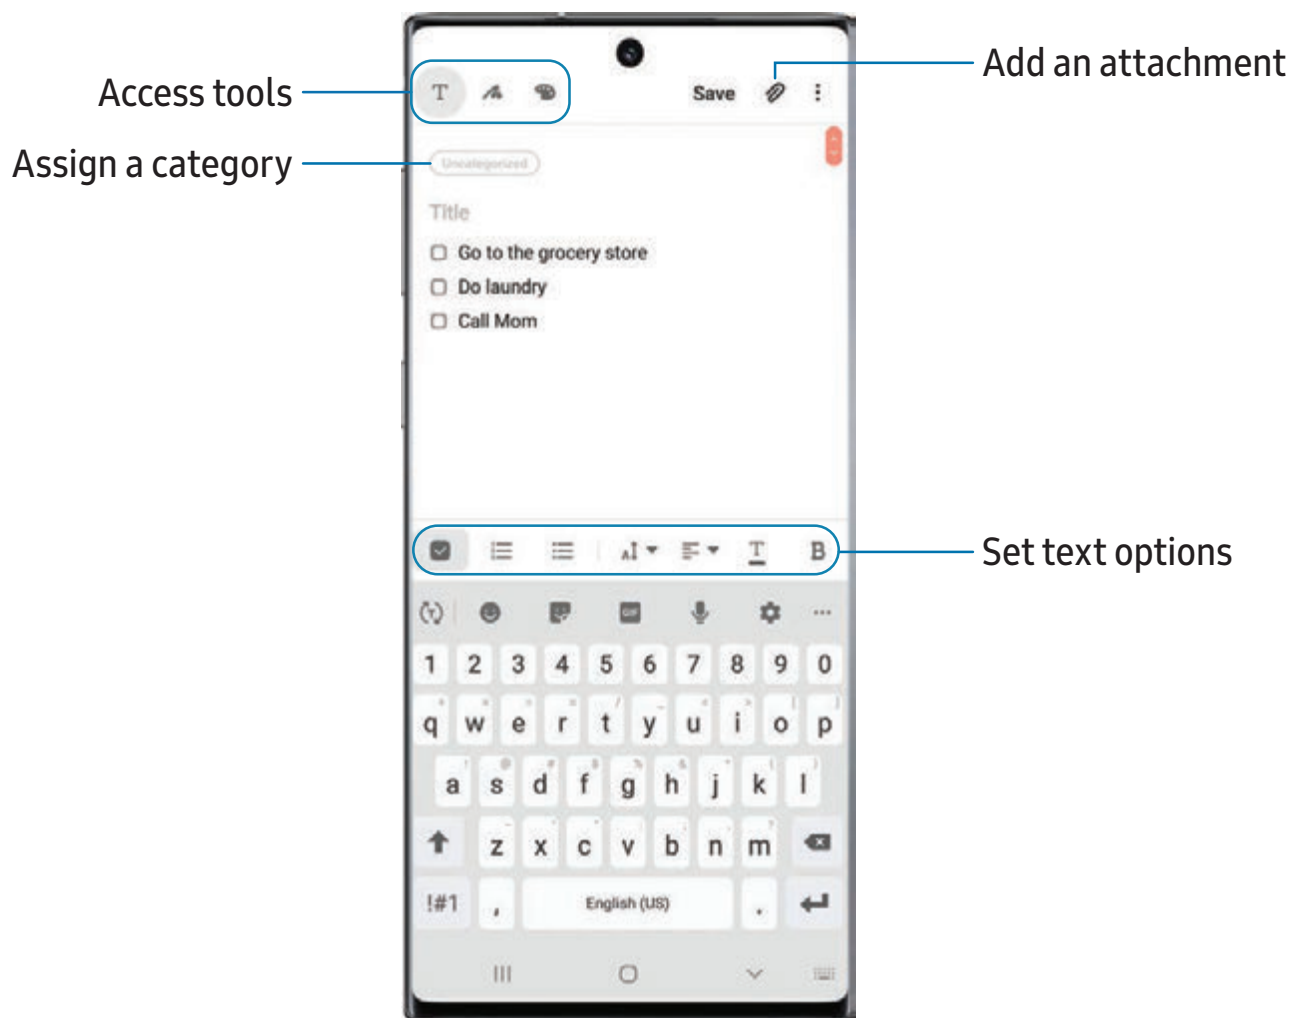 Add an attachment
Access tools
T
Save
Assign a category
Uncategorized
Title
Go to the grocery store
Do laundry
Call Mom
T B
Set text options
GIF
1 2 3 4 5 6 7 8 9 0
q w e r t y u i o p
a s d f g h j k l
z x c v b n m
!#1 , English (US) .